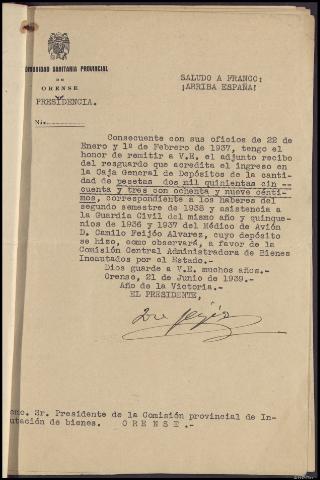 COMUNIDAD SANITARIA PROVINCIAL
DE
ORENSE
PRESIDENCIA.
Núm.
SALUDO A FRANCO:
¡ARRIBA ESPAÑA!
Consecuente con sus oficios de 22 de
Enero y 1º de Febrero de 1937, tengo el
honor de remitir a V.E. el adjunto recibo
del resguardo que acredita el ingreso en
la Caja General de Depósitos de la canti-
dad de pesetas dos mil quinientas cin --
cuenta y tres con ochenta y nueve cénti-
mos, correspondiente a los haberes del
segundo semestre de 1938 y asistencia a
la Guardia Civil del mismo año y quinque-
nios de 1936 y 1937 del Médico de Avión
D. Camilo Feijóo Alvarez, cuyo depósito
se hizo, como observará, a favor de la
Comisión Central Administradora de Bienes
Incautados por el Estado.-
Dios guarde a V.E. muchos años.-
Orense, 21 de Junio de 1939.-
Año de la Victoria.-
EL PRESIDENTE,
Sr. Presidente de la Comisión provincial de In-
cautación de bienes. O R E N S E .-